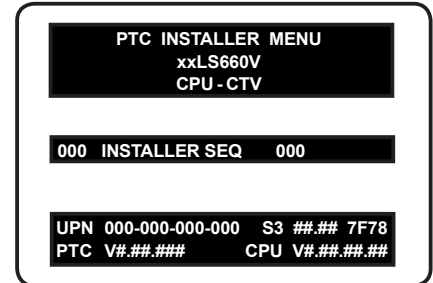 PTC INSTALLER MENU
xxLS660V
CPU - CTV
000 INSTALLER SEQ 000
UPN 000-000-000-000 S3 ##.## 7F78
PTC V#.##.### CPU V#.##.##.##